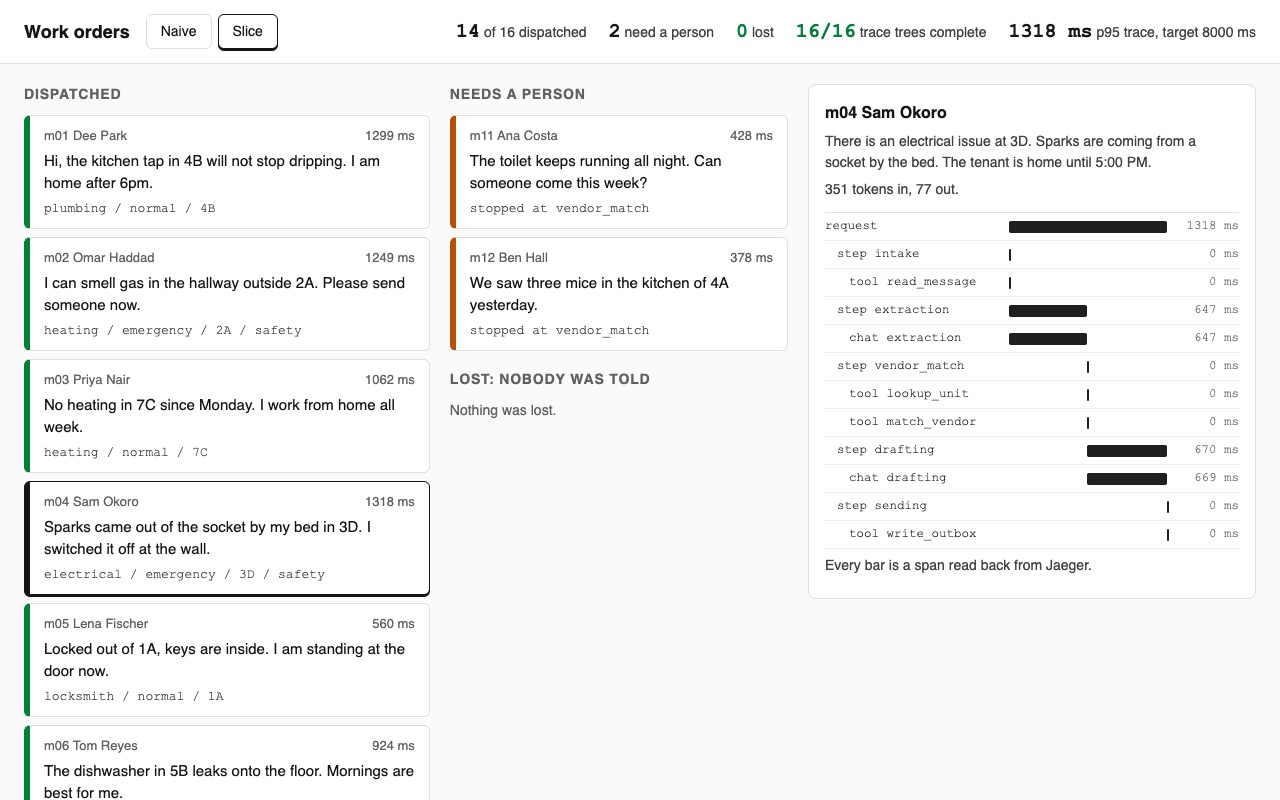 Work orders
Naive
Slice
14 of 16 dispatched
2 need a person
0 lost
16/16 trace trees complete
1318 ms p95 trace, target 8000 ms
DISPATCHED
m01 Dee Park 1299 ms
Hi, the kitchen tap in 4B will not stop dripping. I am
home after 6pm.
plumbing / normal / 4B
m02 Omar Haddad 1249 ms
I can smell gas in the hallway outside 2A. Please send
someone now.
heating / emergency / 2A / safety
m03 Priya Nair 1062 ms
No heating in 7C since Monday. I work from home all
week.
heating / normal / 7C
m04 Sam Okoro 1318 ms
Sparks came out of the socket by my bed in 3D. I
switched it off at the wall.
electrical / emergency / 3D / safety
m05 Lena Fischer 560 ms
Locked out of 1A, keys are inside. I am standing at the
door now.
locksmith / normal / 1A
m06 Tom Reyes 924 ms
The dishwasher in 5B leaks onto the floor. Mornings are
best for me.
NEEDS A PERSON
m11 Ana Costa 428 ms
The toilet keeps running all night. Can
someone come this week?
stopped at vendor_match
m12 Ben Hall 378 ms
We saw three mice in the kitchen of 4A
yesterday.
stopped at vendor_match
LOST: NOBODY WAS TOLD
Nothing was lost.
m04 Sam Okoro
There is an electrical issue at 3D. Sparks are coming from a
socket by the bed. The tenant is home until 5:00 PM.
351 tokens in, 77 out.
request 1318 ms
step intake 0 ms
tool read_message 0 ms
step extraction 647 ms
chat extraction 647 ms
step vendor_match 0 ms
tool lookup_unit 0 ms
tool match_vendor 0 ms
step drafting 670 ms
chat drafting 669 ms
step sending 0 ms
tool write_outbox 0 ms
Every bar is a span read back from Jaeger.